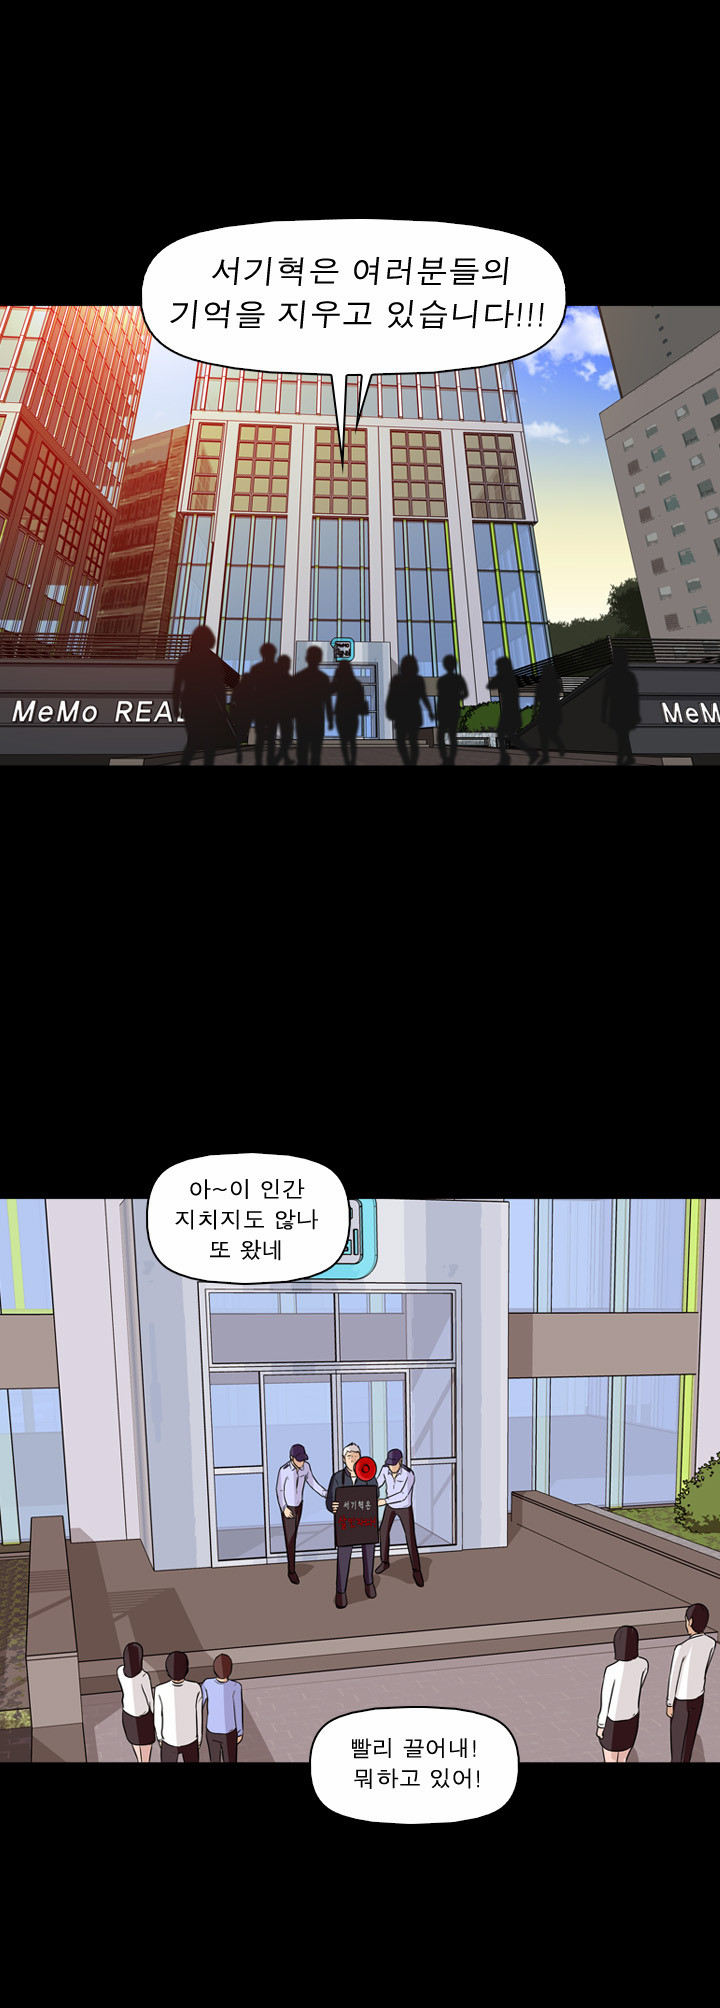 서기혁은 여러분들의
기억을 지우고 있습니다!!!
MeMo REA
MeM
아~이 인간
지치지도 않나
또 왔네
서기혁은
빨리 끌어내!
뭐하고 있어!